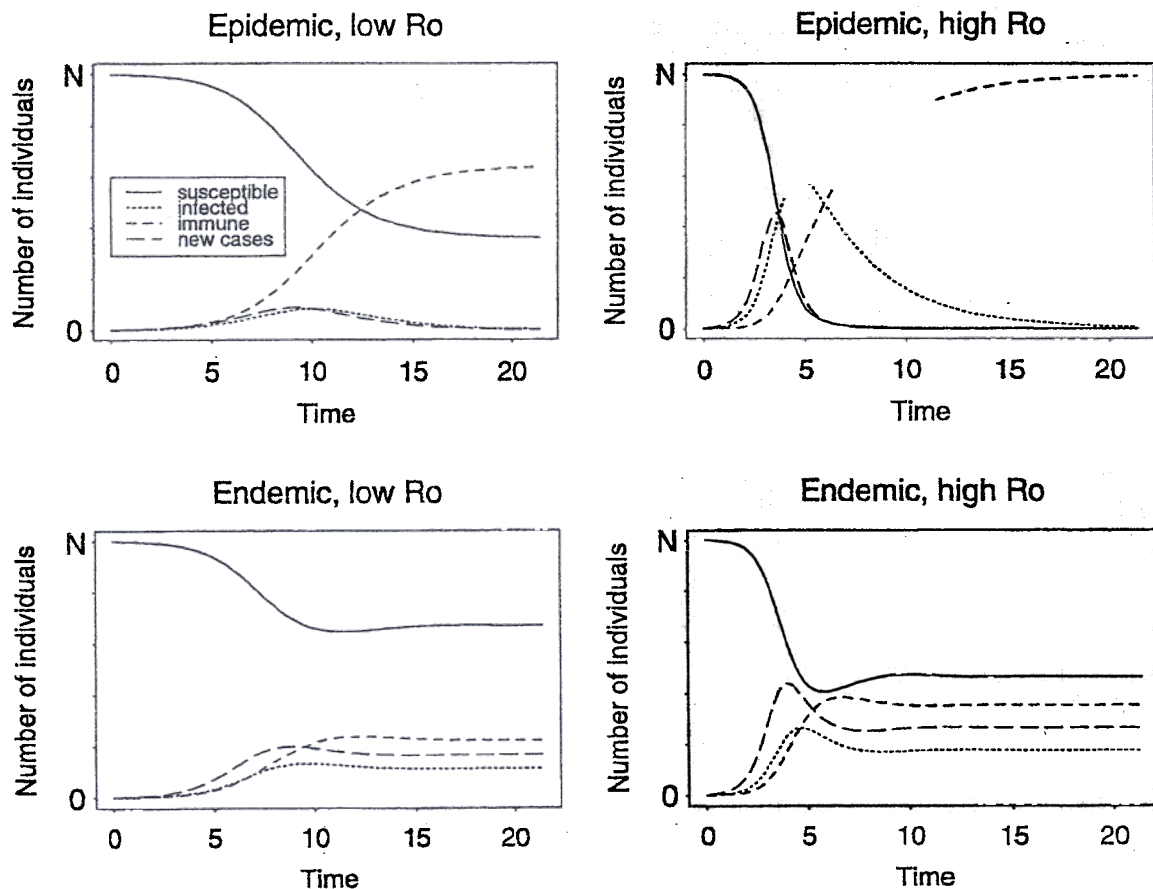 Epidemic, low Ro
Number of individuals
N
0
susceptible
infected
immune
new cases
0 5 10 15 20
Time
Epidemic, high Ro
Number of individuals
N
0
0 5 10 15 20
Time
Endemic, low Ro
Number of individuals
N
0
0 5 10 15 20
Time
Endemic, high Ro
Number of individuals
N
0
0 5 10 15 20
Time